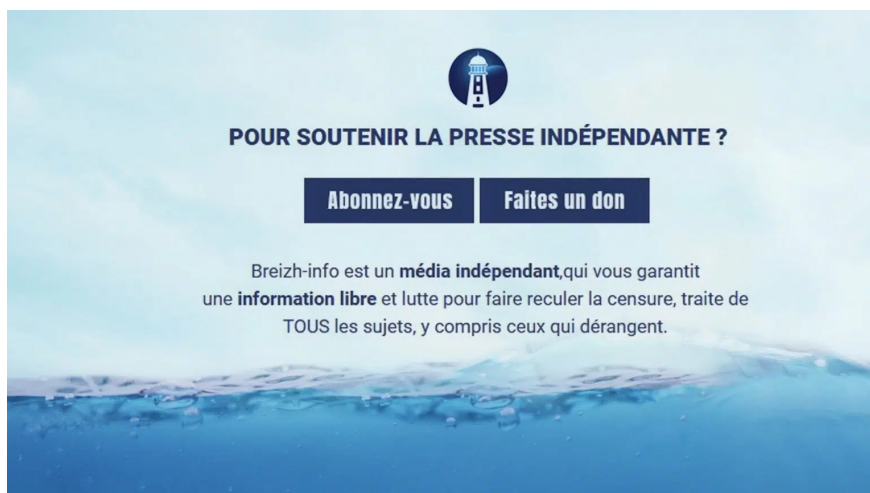 POUR SOUTENIR LA PRESSE INDÉPENDANTE ?
Abonnez-vous Faites un don
Breizh-info est un média indépendant,qui vous garantit
une information libre et lutte pour faire reculer la censure, traite de
TOUS les sujets, y compris ceux qui dérangent.